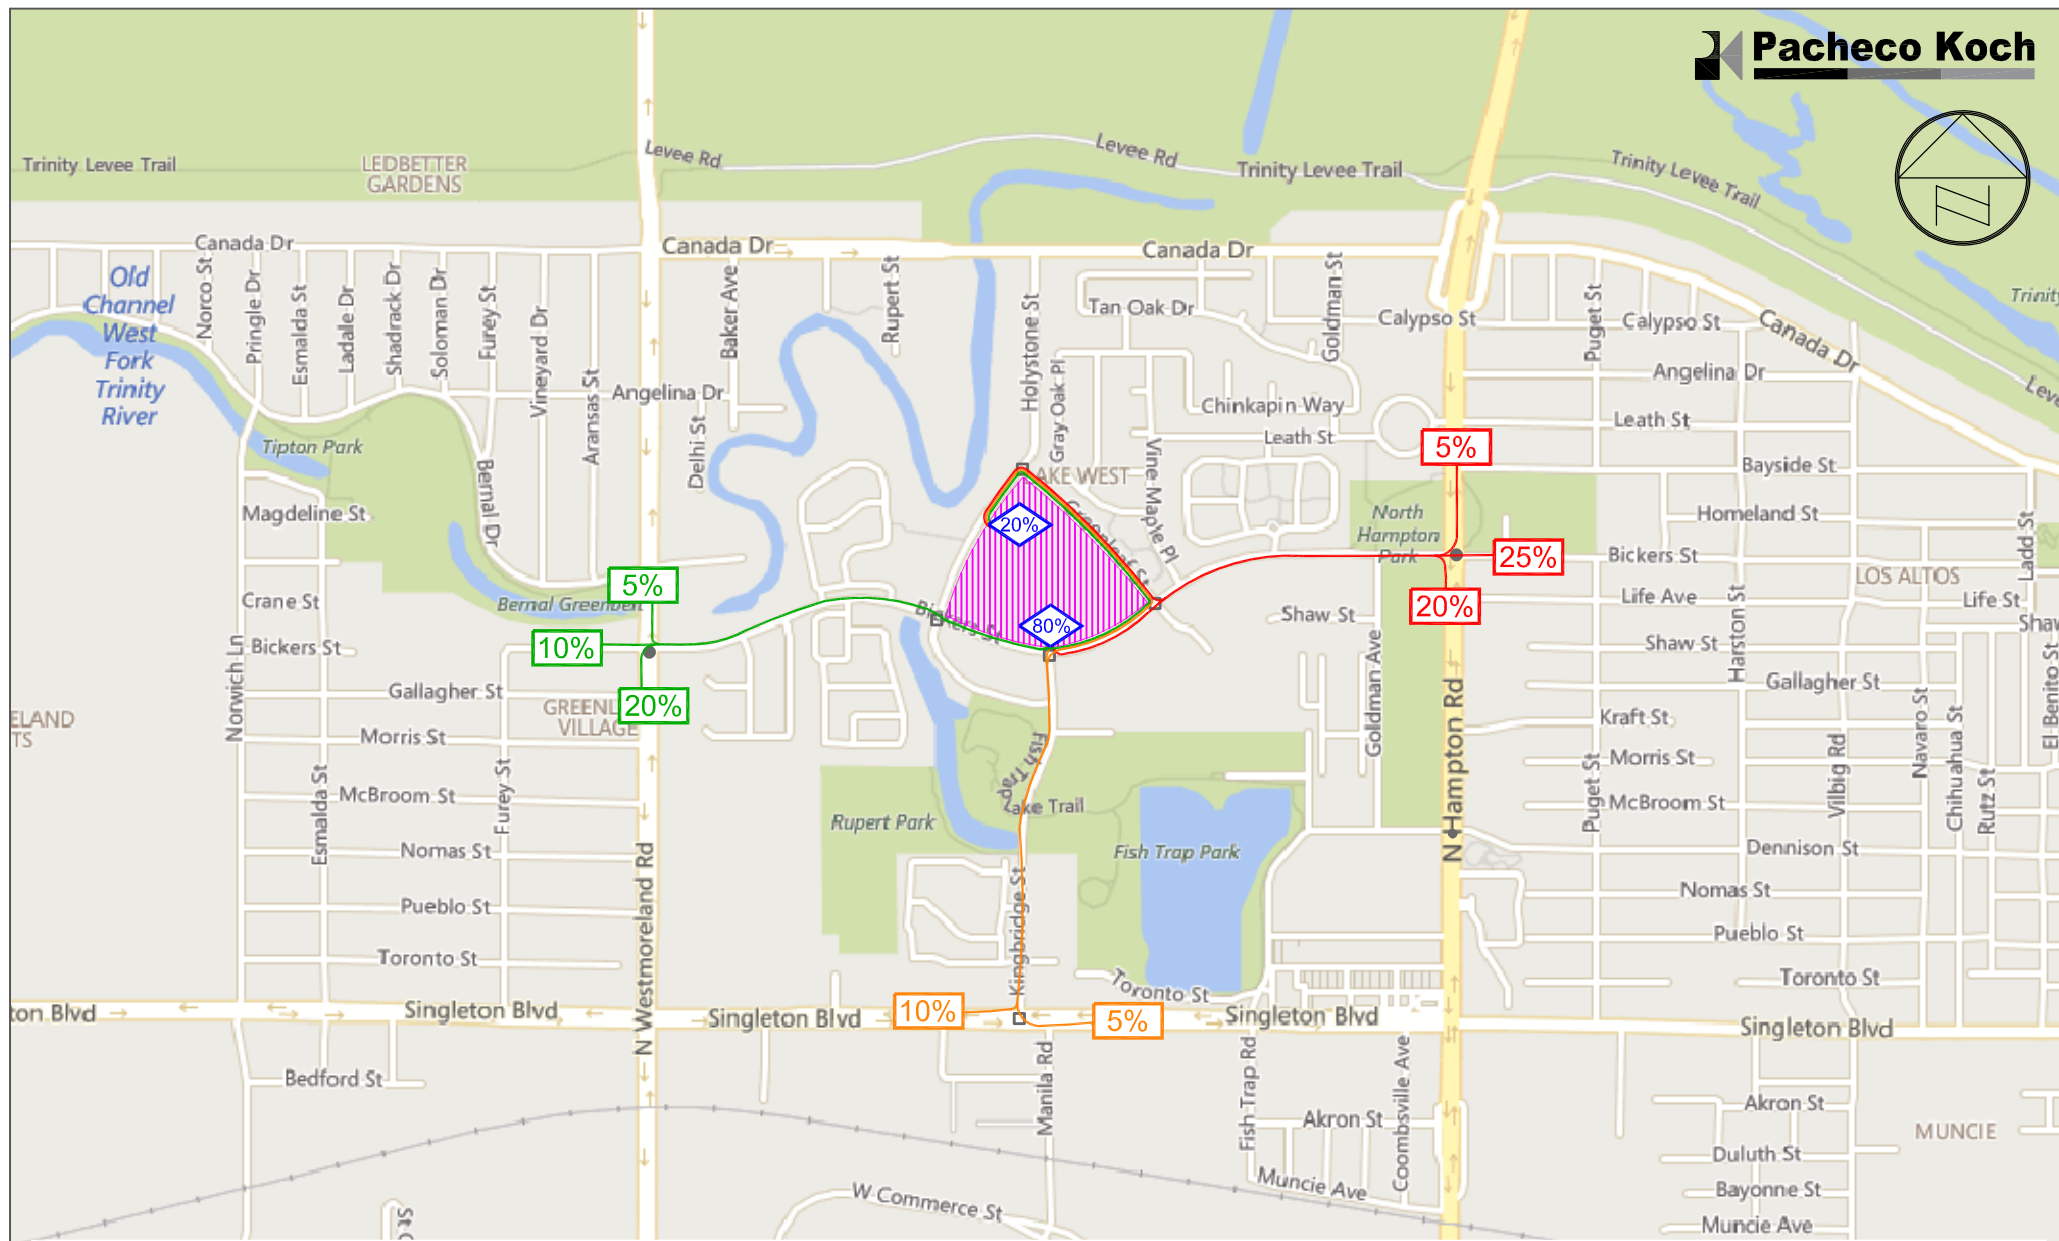 Pacheco Koch
Trinity Levee Trail
LEDBETTER
GARDENS
Levee Rd
Levee Rd
Trinity Levee Trail
Trinity Levee Trail
Canada Dr
Canada Dr
Canada Dr
Canada Dr
Old
Channel
West
Fork
Trinity
River
Norco St
Pringle Dr
Esmalda St
Ladale Dr
Shadrack Dr
Soloman Dr
Furey St
Vineyard Dr
Aransas St
Baker Ave
Rupert St
Holystone St
Gray Oak Pl
Tan Oak Dr
Goldman St
Calypso St
Puget St
Calypso St
Angelina Dr
Angelina Dr
Delhi St
Chinkapin Way
Leath St
Leath St
Vine Maple Pl
Tipton Park
Bernal Dr
5%
Bayside St
Magdeline St
20%
Greenleaf St
North
Hampton
Park
Homeland St
Ladd St
25%
Bickers St
LOS ALTOS
5%
Bernal Greenbelt
Crane St
80%
Bickers St
Shaw St
20%
Life Ave
Life St
Harston St
Norwich Ln
Bickers St
10%
Shaw St
El Benito St
Gallagher St
20%
Gallagher St
VILLAGE
Morris St
Goldman Ave
N Hampton Rd
Kraft St
Navaro St
Chihuahua St
Fish Trap
Lake Trail
Morris St
Esmalda St
Furey St
McBroom St
Puget St
McBroom St
Vilbig Rd
Rutz St
Rupert Park
Fish Trap Park
Nomas St
Dennison St
N Westmoreland Rd
Kingbridge St
Nomas St
Pueblo St
Pueblo St
Toronto St
Toronto St
Toronto St
ton Blvd
Singleton Blvd
Singleton Blvd
10%
5%
Singleton Blvd
Singleton Blvd
Bedford St
Manila Rd
Fish Trap Rd
Coombsville Ave
Akron St
Akron St
MUNCIE
Duluth St
Muncie Ave
Bayonne St
W Commerce St
Muncie Ave